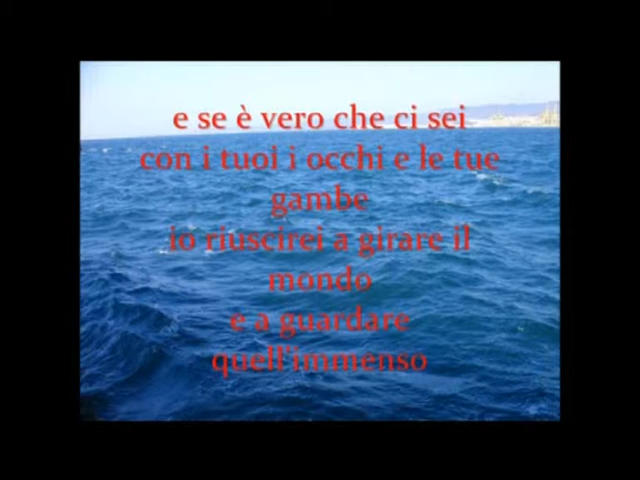 e se è vero che ci sei
con i tuoi i occhi e le tue
gambe
io riuscirei a girare il
mondo
e a guardare
quell'immenso